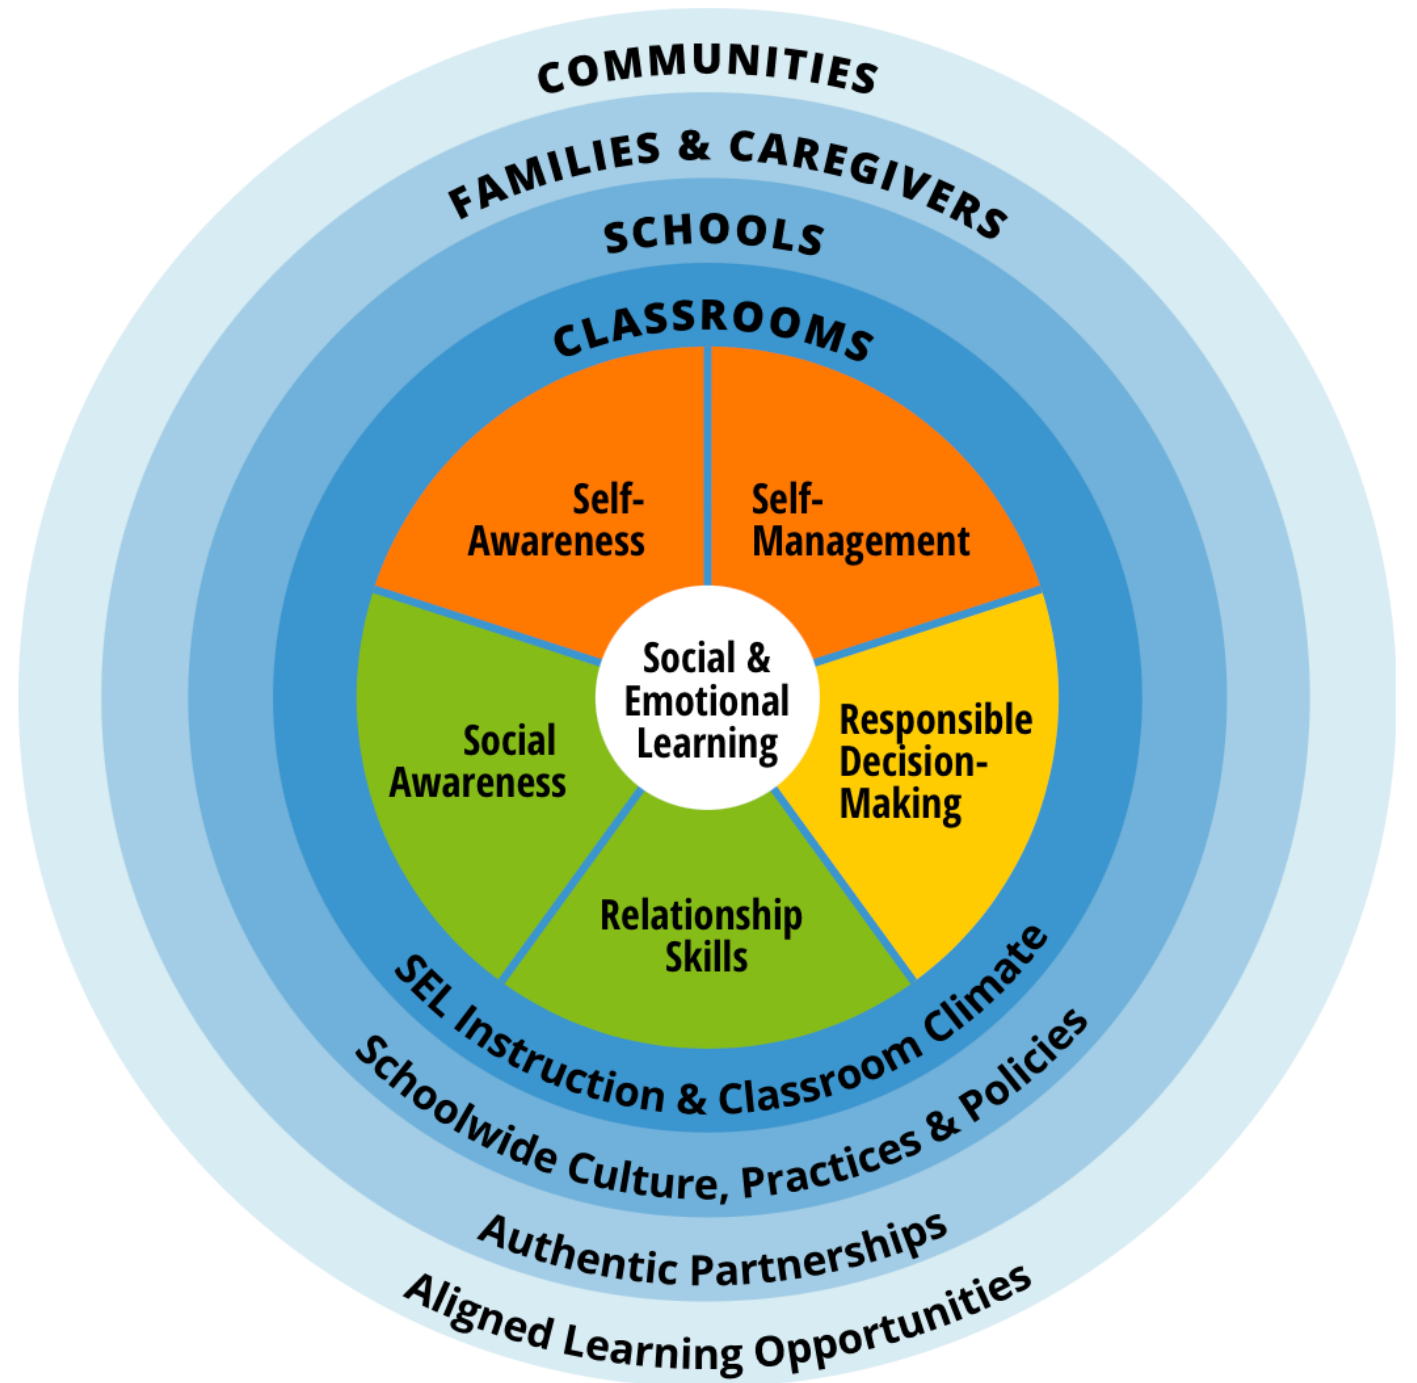 COMMUNITIES
FAMILIES & CAREGIVERS
SCHOOLS
CLASSROOMS
Self-
Awareness
Self-
Management
Social &
Emotional
Learning
Social
Awareness
Responsible
Decision-
Making
Relationship
Skills
SEL Instruction & Classroom Climate
Schoolwide Culture, Practices & Policies
Authentic Partnerships
Aligned Learning Opportunities